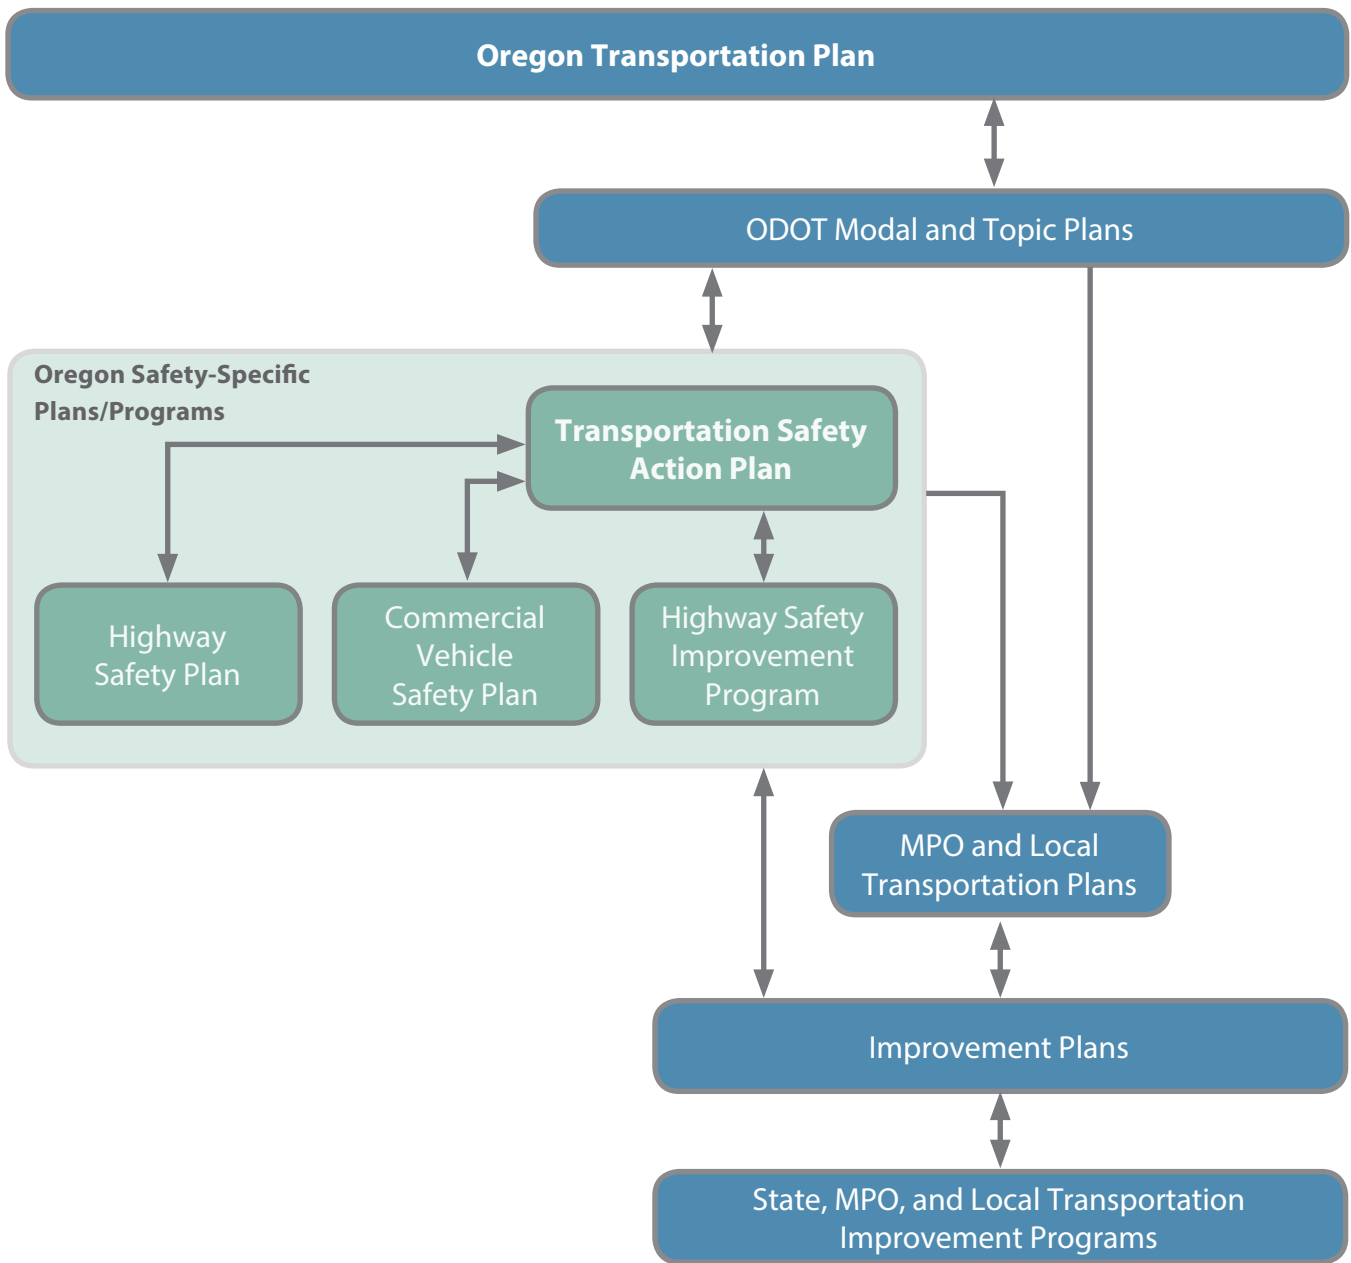 Oregon Transportation Plan
ODOT Modal and Topic Plans
Oregon Safety-Specific
Plans/Programs
Transportation Safety
Action Plan
Highway
Safety Plan
Commercial
Vehicle
Safety Plan
Highway Safety
Improvement
Program
MPO and Local
Transportation Plans
Improvement Plans
State, MPO, and Local Transportation
Improvement Programs